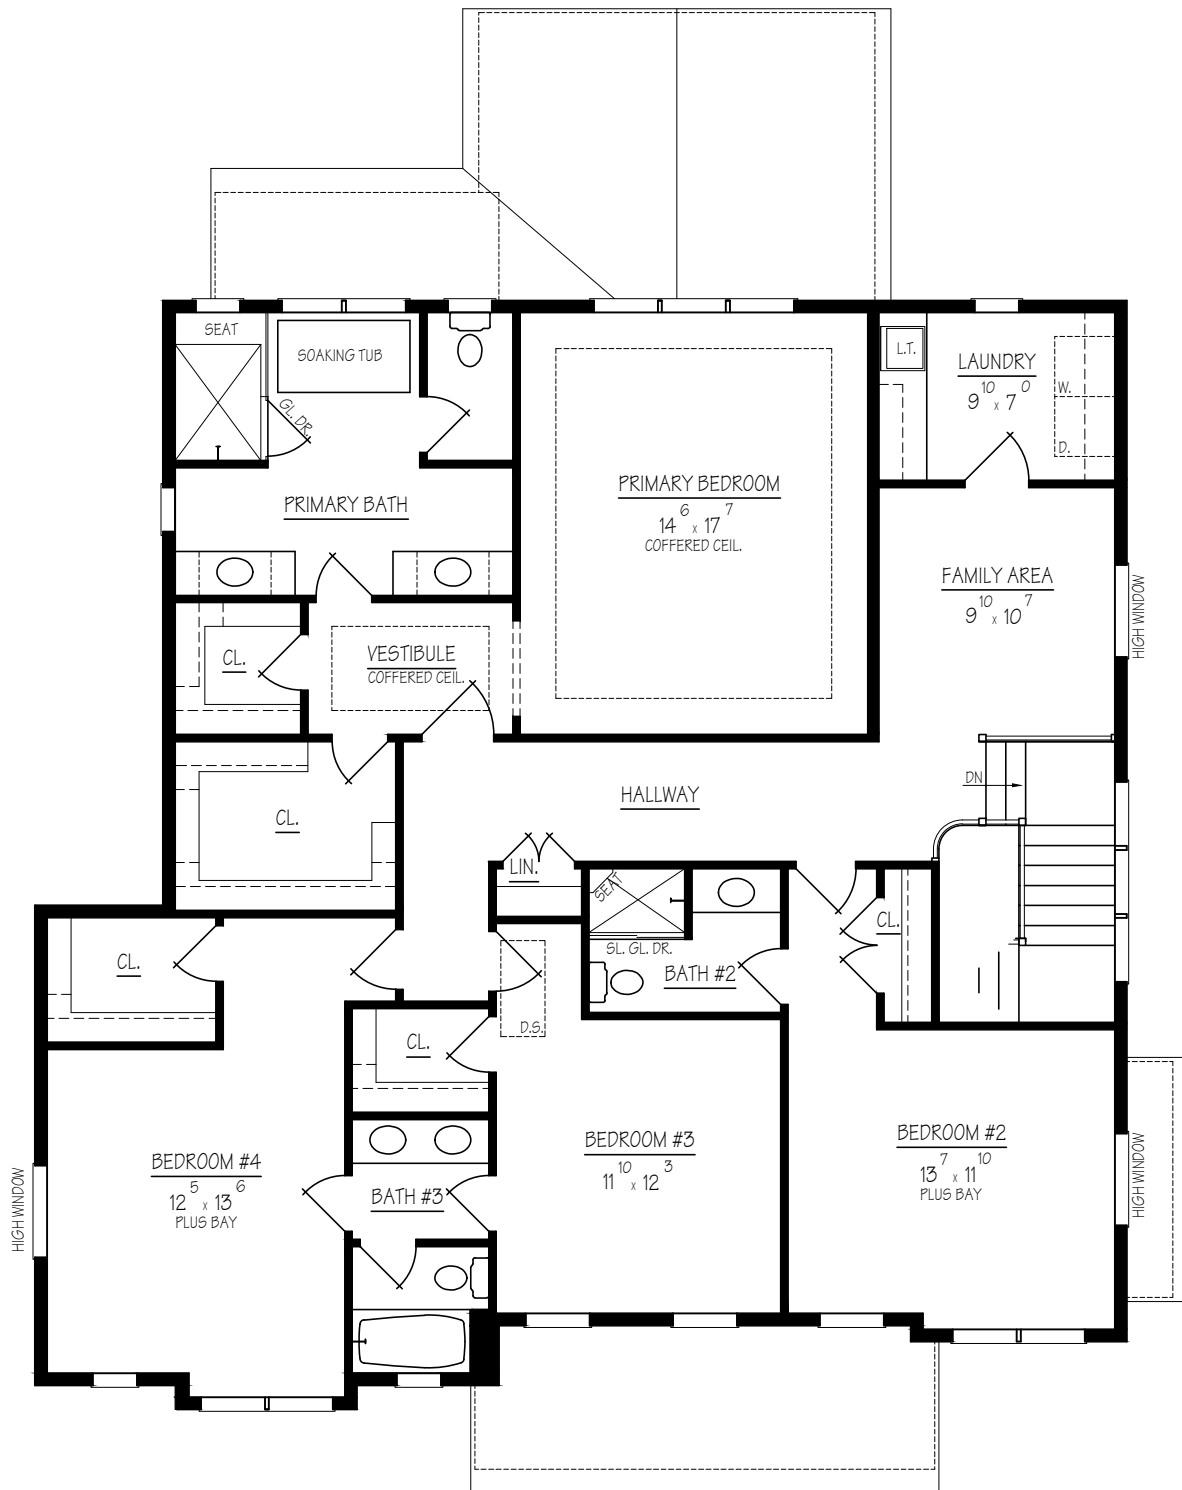 SEAT
SOAKING TUB
GL. DR.
L.T.
LAUNDRY
9 10 x 7 0
W.
D.
PRIMARY BATH
PRIMARY BEDROOM
14 6 x 17 7
COFFERED CEIL.
FAMILY AREA
9 10 x 10 7
HIGH WINDOW
CL.
VESTIBULE
COFFERED CEIL.
CL.
HALLWAY
DN
LIN.
SEAT
SL. GL. DR.
BATH #2
CL.
CL.
D.S.
CL.
BEDROOM #4
12 5 x 13 6
PLUS BAY
HIGH WINDOW
BATH #3
BEDROOM #3
11 10 x 12 3
BEDROOM #2
13 7 x 11 10
PLUS BAY
HIGH WINDOW